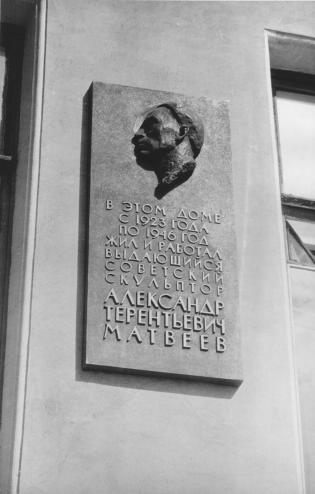 В ЭТОМ ДОМЕ
С 1923 ГОДА
ПО 1946 ГОД
ЖИЛ И РАБОТАЛ
ВЫДАЮЩИЙСЯ
СОВЕТСКИЙ
СКУЛЬПТОР
АЛЕКСАНДР
ТЕРЕНТЬЕВИЧ
МАТВЕЕВ